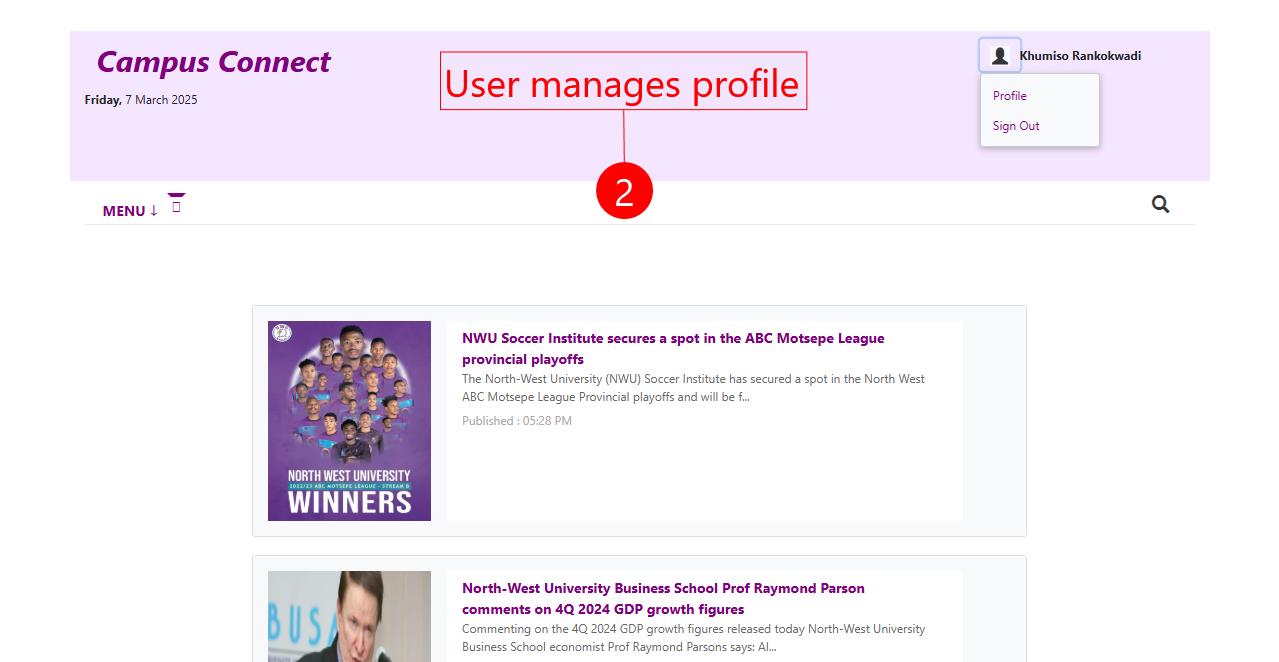 Campus Connect
User manages profile
Khumiso Rankokwadi
Friday, 7 March 2025
Profile
Sign Out
2
MENU ↓
NWU Soccer Institute secures a spot in the ABC Motsepe League
provincial playoffs
The North-West University (NWU) Soccer Institute has secured a spot in the North West
ABC Motsepe League Provincial playoffs and will be f...
Published : 05:28 PM
NORTH WEST UNIVERSITY
2022/23 ABC MOTSEPE LEAGUE - STREAM B
WINNERS
North-West University Business School Prof Raymond Parson
comments on 4Q 2024 GDP growth figures
Commenting on the 4Q 2024 GDP growth figures released today North-West University
Business School economist Prof Raymond Parsons says: Al...
BUSA